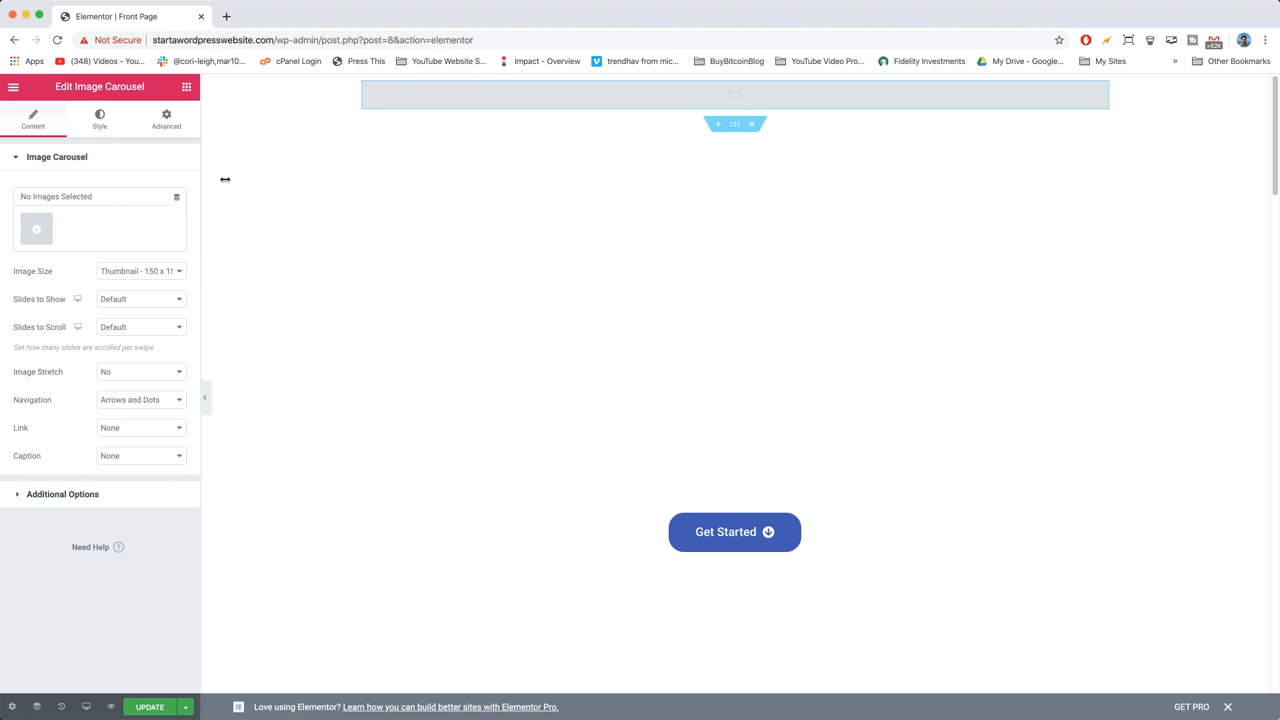 Elementor | Front Page
Not Secure startawordpresswebsite.com/wp-admin/post.php?post=8&action=elementor
>52K
Apps (348) Videos - You... @cori-leigh,mar10... cPanel Login Press This YouTube Website S... Impact - Overview trendhav from mic... BuyBitcoinBlog YouTube Video Pro... Fidelity Investments My Drive - Google... My Sites » Other Bookmarks
Edit Image Carousel
Content Style Advanced
Image Carousel
No Images Selected
Image Size Thumbnail - 150 x 15
Slides to Show Default
Slides to Scroll Default
Set how many slides are scrolled per swipe.
Image Stretch No
Navigation Arrows and Dots
Link None
Caption None
Additional Options
Get Started
Need Help ?
UPDATE
Love using Elementor? Learn how you can build better sites with Elementor Pro.
GET PRO